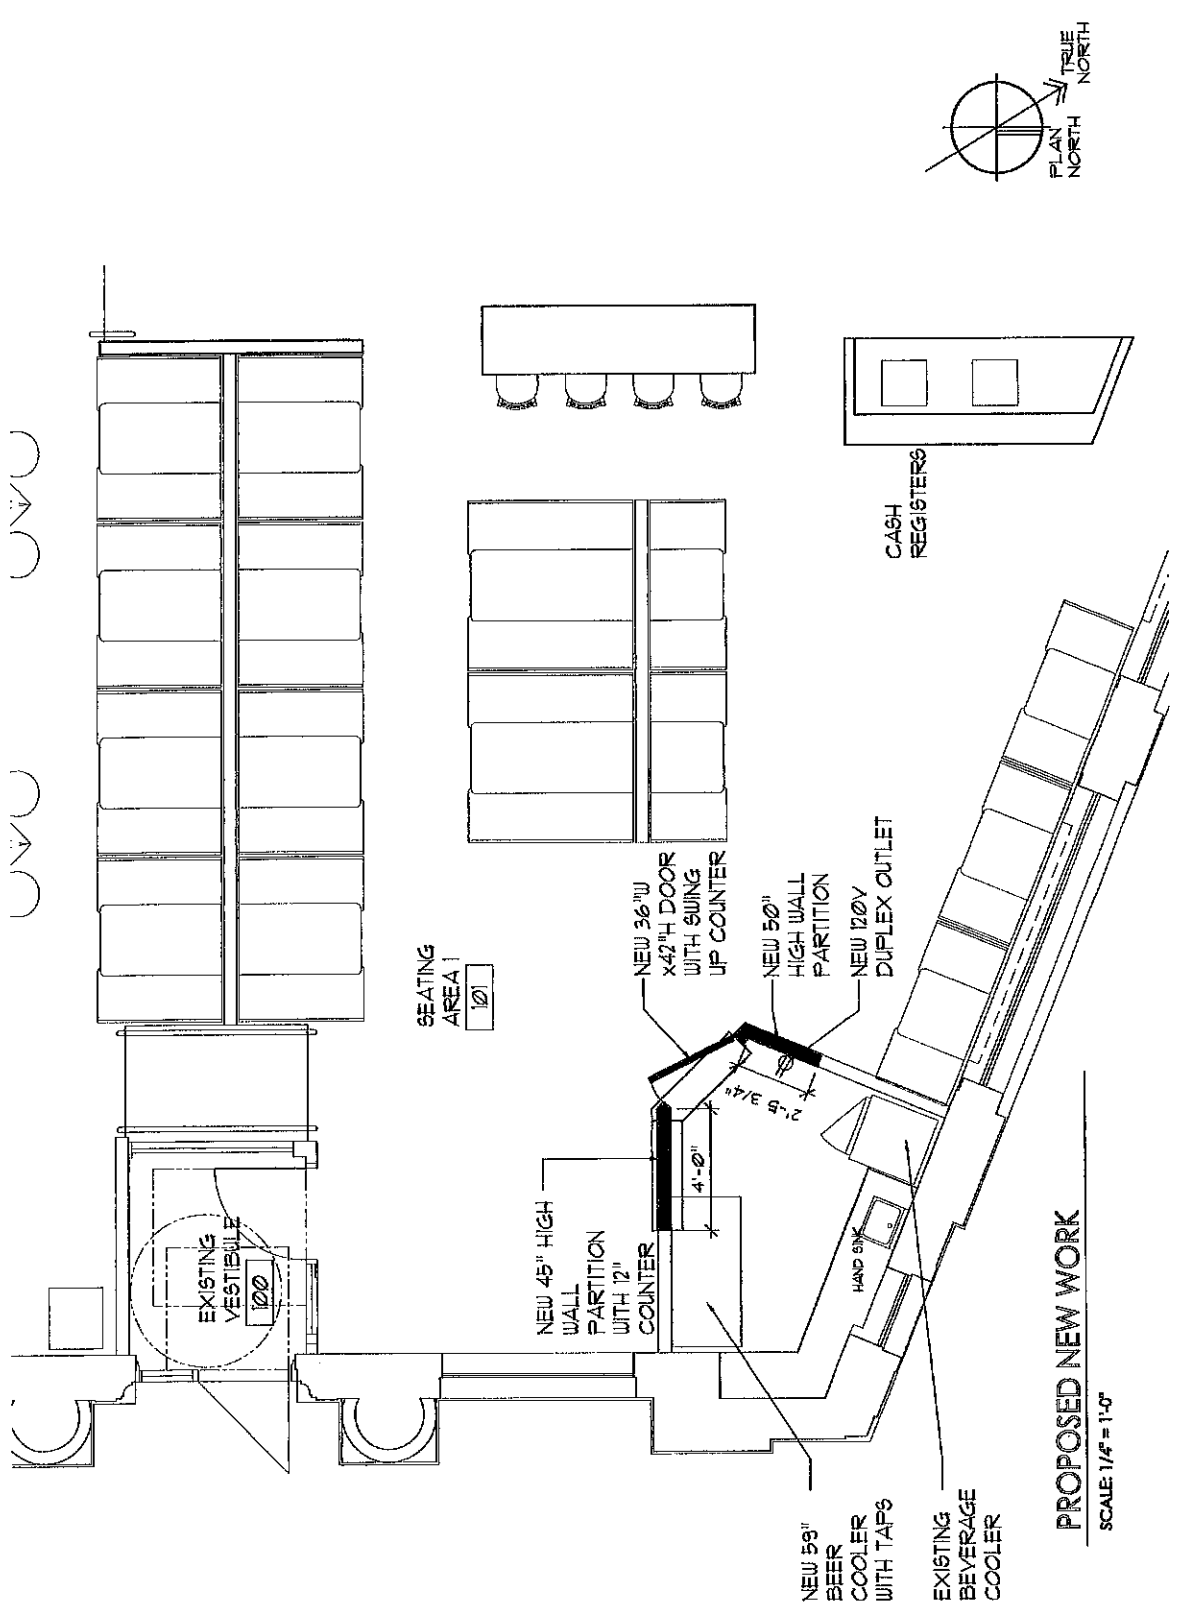 TRUE
NORTH
PLAN
NORTH
CASH
REGISTERS
SEATING
AREA 1
101
NEW 36"W
x42"H DOOR
WITH SWING
UP COUNTER
NEW 50"
HIGH WALL
PARTITION
NEW 120V
DUPLEX OUTLET
2'-5 3/4"
4'-0"
EXISTING
VESTIBULE
100
NEW 45" HIGH
WALL
PARTITION
WITH 12"
COUNTER
HAND SINK
NEW 59"
BEER
COOLER
WITH TAPS
EXISTING
BEVERAGE
COOLER
PROPOSED NEW WORK
SCALE: 1/4" = 1'-0"